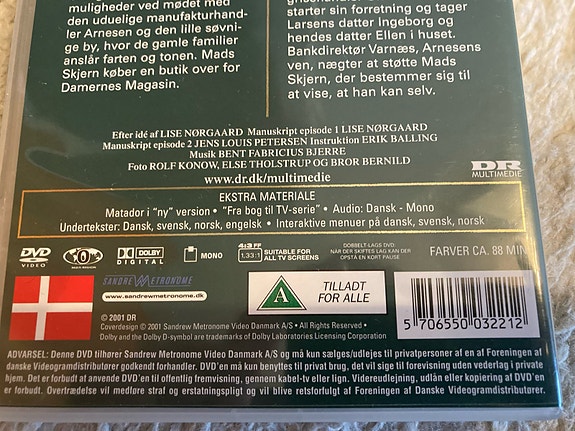 muligheder ved mødet med
den uduelige manufakturhand-
ler Arnesen og den lille søvni-
ge by, hvor de gamle familier
anslår farten og tonen. Mads
Skjern køber en butik over for
Damernes Magasin.
starter sin forretning og tager
Larsens datter Ingeborg og
hendes datter Ellen i huset.
Bankdirektør Varnæs, Arnesens
ven, nægter at støtte Mads
Skjern, der bestemmer sig til
at vise, at han kan selv.
Efter idé af LISE NØRGAARD Manuskript episode 1 LISE NØRGAARD
Manuskript episode 2 JENS LOUIS PETERSEN Instruktion ERIK BALLING
Musik BENT FABRICIUS BJERRE
Foto ROLF KONOW, ELSE THOLSTRUP OG BROR BERNILD
www.dr.dk/multimedie
DR
MULTIMEDIE
EKSTRA MATERIALE
Matador i "ny" version • "Fra bog til TV-serie" • Audio: Dansk - Mono
Undertekster: Dansk, svensk, norsk, engelsk • Interaktive menuer på dansk, svensk, norsk
DVD
VIDEO
DOLBY
DIGITAL
MONO
4:3 FF
1.33:1
SUITABLE FOR
ALL TV SCREENS
DOBBELT-LAGS DVD
NÅR DER SKIFTES LAG KAN DER
OPSTÅ EN KORT PAUSE
FARVER CA. 88 MIN
SANDREW METRONOME
www.sandrewmetronome.dk
A
TILLADT
FOR ALLE
5 706550 032212
© 2001 DR
Coverdesign © 2001 Sandrew Metronome Video Danmark A/S • All Rights Reserved •
Dolby and the Dolby D-symbol are trademarks of Dolby Laboratories Licensing Corporation
ADVARSEL: Denne DVD tilhører Sandrew Metronome Video Danmark A/S og må kun sælges/udlejes til privatpersoner af en af Foreningen af
danske Videogramdistributører godkendt forhandler. DVD'en må kun benyttes til privat brug, det vil sige til forevisning uden vederlag i privat
hjem. Det er forbudt at anvende DVD'en til offentlig fremvisning, gennem kabel-tv eller lign. Videreudlejning, udlån eller kopiering af DVD'en
er forbudt. Overtrædelse vil medføre straf og erstatningspligt og vil blive retsforfulgt af Foreningen af Danske Videogramdistributører.